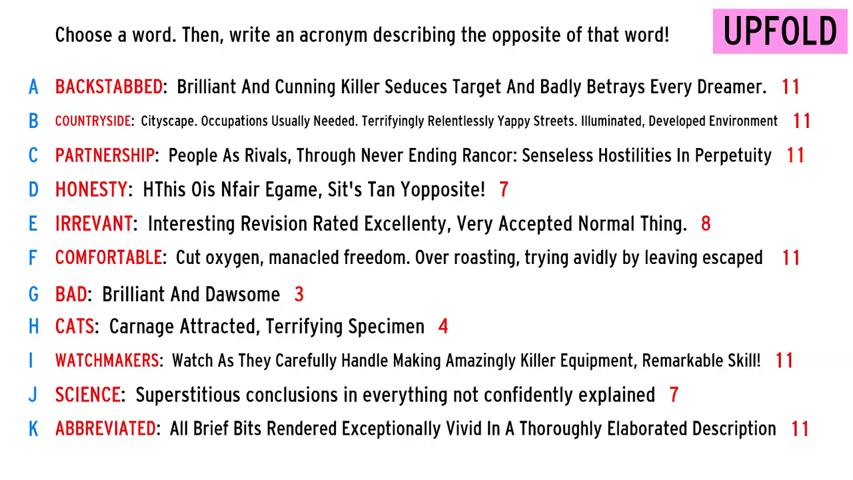 Choose a word. Then, write an acronym describing the opposite of that word!
UPFOLD
A BACKSTABBED: Brilliant And Cunning Killer Seduces Target And Badly Betrays Every Dreamer. 11
B COUNTRYSIDE: Cityscape. Occupations Usually Needed. Terrifyingly Relentlessly Yappy Streets. Illuminated, Developed Environment 11
C PARTNERSHIP: People As Rivals, Through Never Ending Rancor: Senseless Hostilities In Perpetuity 11
D HONESTY: HThis Ois Nfair Egame, Sit's Tan Yopposite! 7
E IRREVANT: Interesting Revision Rated Excellenty, Very Accepted Normal Thing. 8
F COMFORTABLE: Cut oxygen, manacled freedom. Over roasting, trying avidly by leaving escaped 11
G BAD: Brilliant And Dawsome 3
H CATS: Carnage Attracted, Terrifying Specimen 4
I WATCHMAKERS: Watch As They Carefully Handle Making Amazingly Killer Equipment, Remarkable Skill! 11
J SCIENCE: Superstitious conclusions in everything not confidently explained 7
K ABBREVIATED: All Brief Bits Rendered Exceptionally Vivid In A Thoroughly Elaborated Description 11